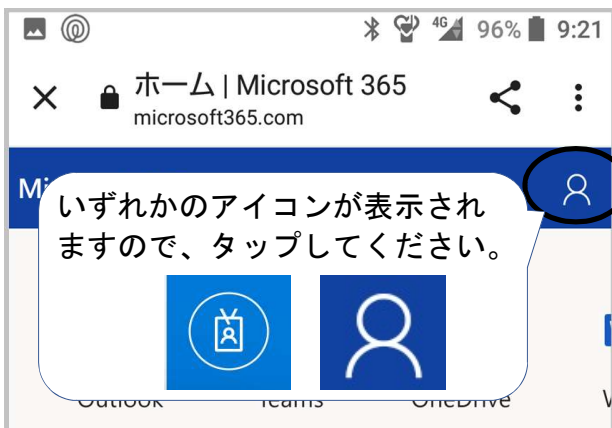 4G 96% 9:21
ホーム | Microsoft 365
microsoft365.com
いずれかのアイコンが表示され
ますので、タップしてください。
Outlook Teams OneDrive